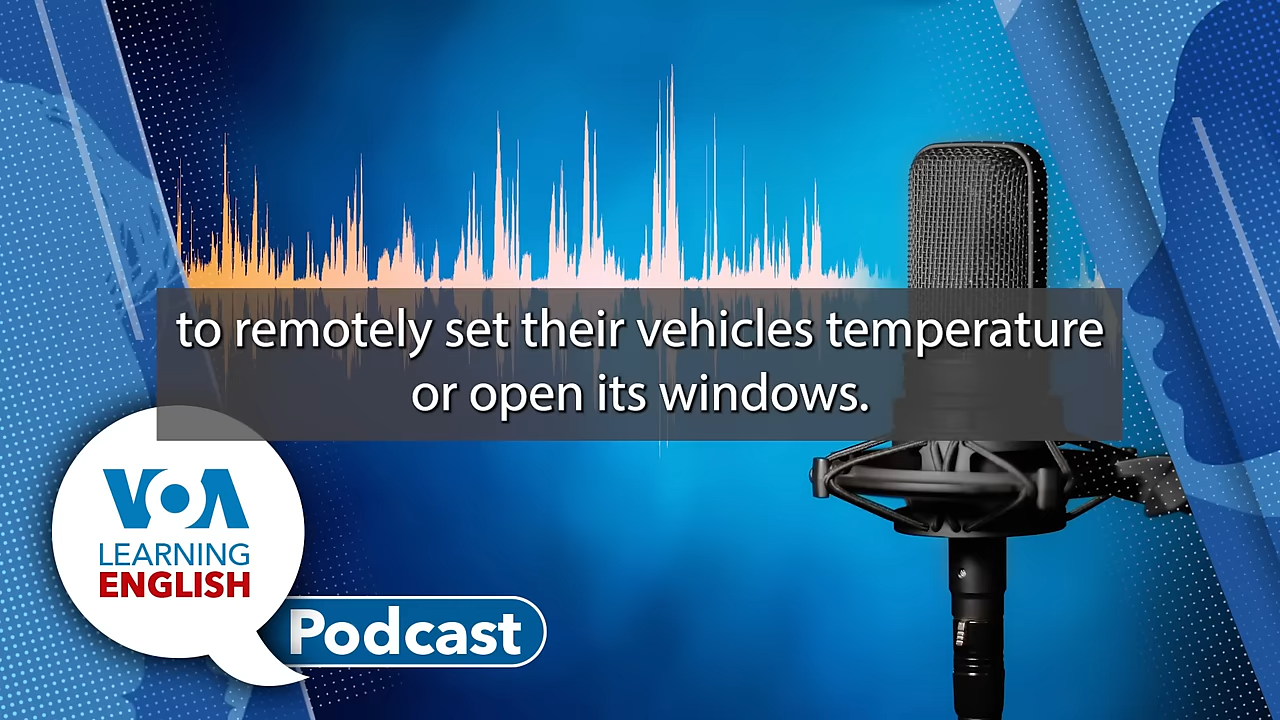 to remotely set their vehicles temperature
or open its windows.
VOA
LEARNING
ENGLISH
Podcast